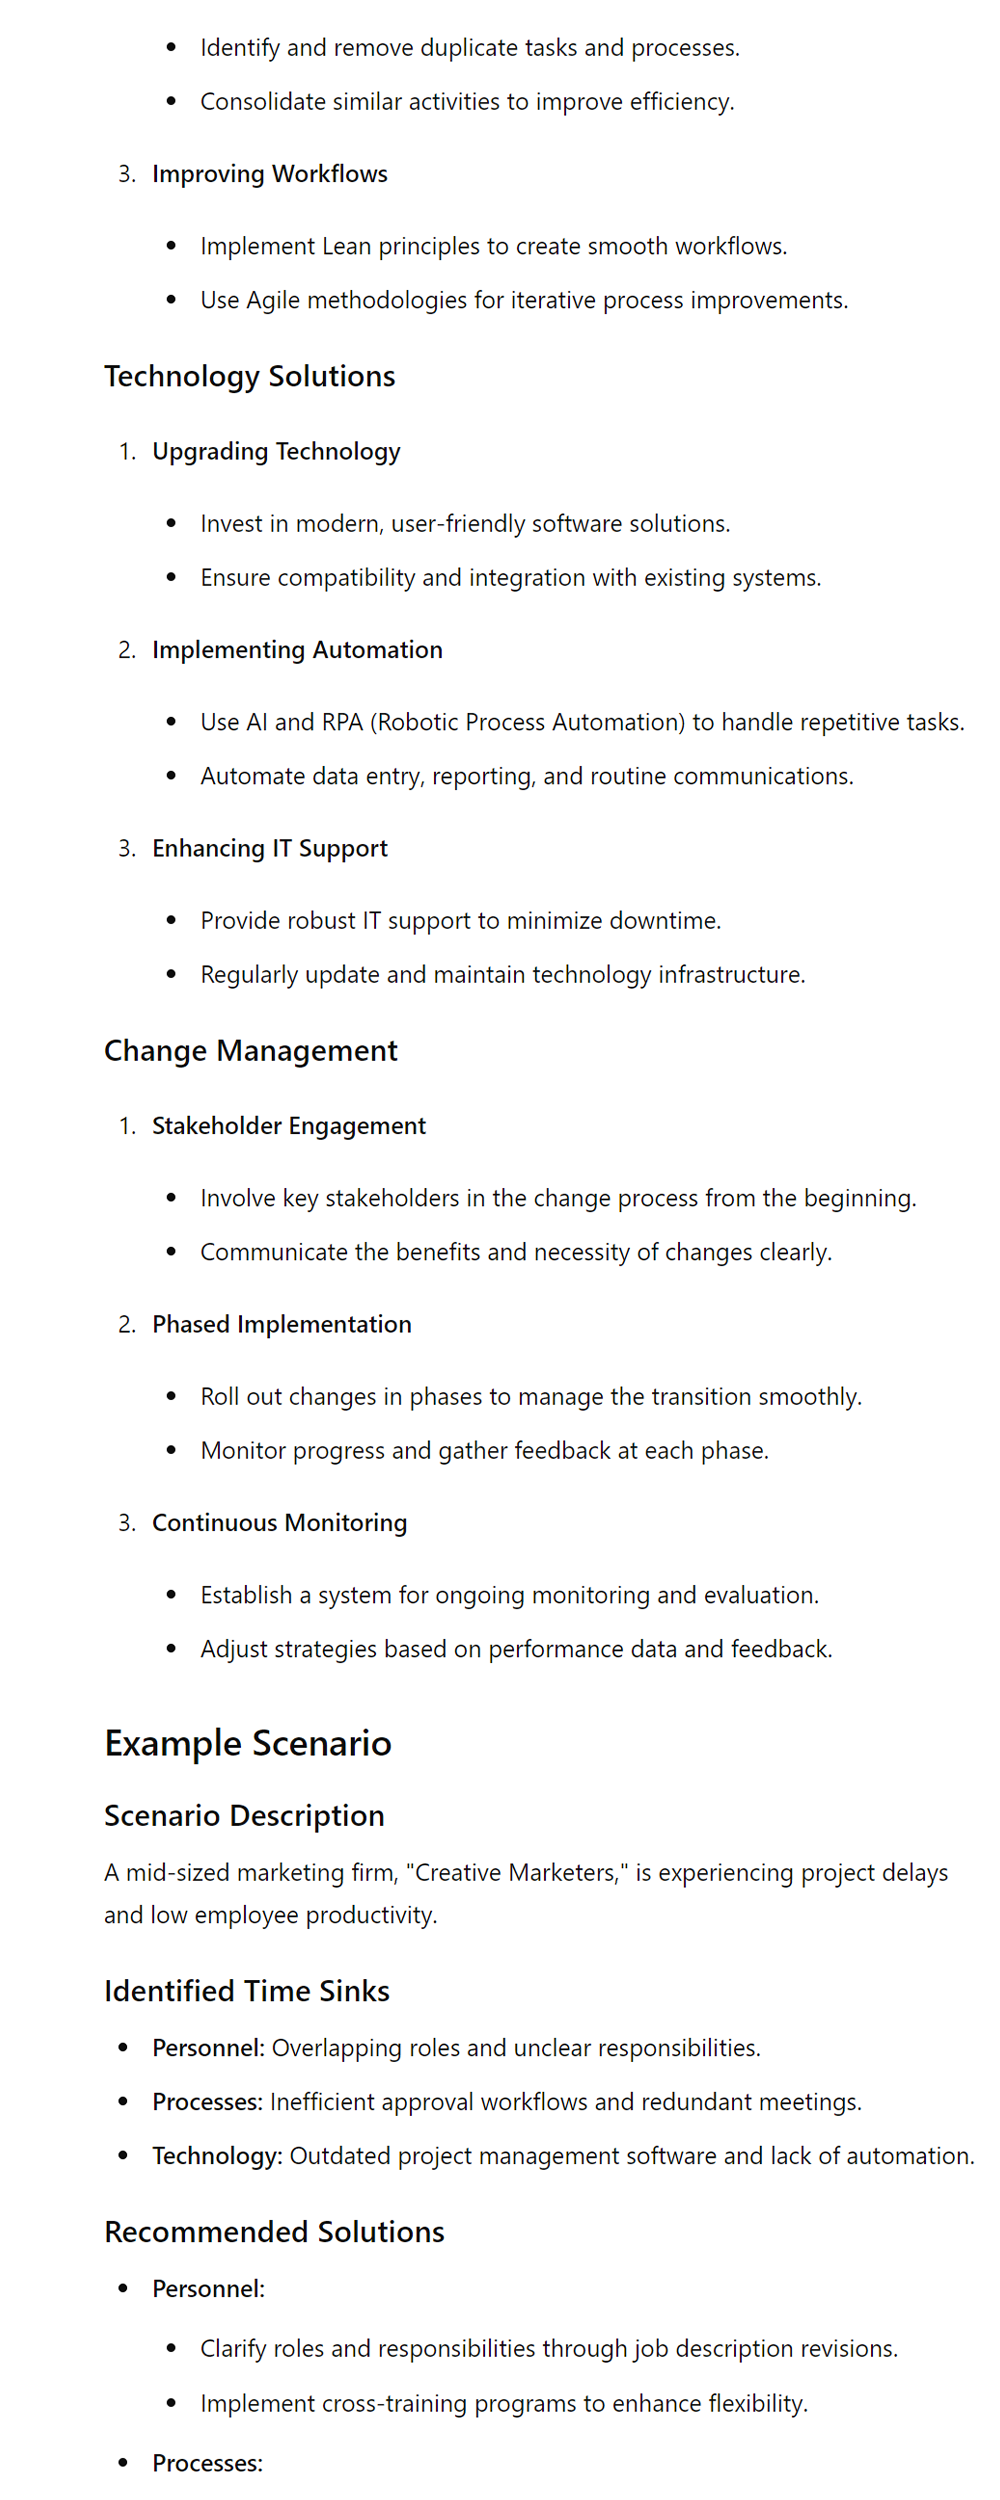 • Identify and remove duplicate tasks and processes.
• Consolidate similar activities to improve efficiency.
3. Improving Workflows
• Implement Lean principles to create smooth workflows.
• Use Agile methodologies for iterative process improvements.
Technology Solutions
1. Upgrading Technology
• Invest in modern, user-friendly software solutions.
• Ensure compatibility and integration with existing systems.
2. Implementing Automation
• Use AI and RPA (Robotic Process Automation) to handle repetitive tasks.
• Automate data entry, reporting, and routine communications.
3. Enhancing IT Support
• Provide robust IT support to minimize downtime.
• Regularly update and maintain technology infrastructure.
Change Management
1. Stakeholder Engagement
• Involve key stakeholders in the change process from the beginning.
• Communicate the benefits and necessity of changes clearly.
2. Phased Implementation
• Roll out changes in phases to manage the transition smoothly.
• Monitor progress and gather feedback at each phase.
3. Continuous Monitoring
• Establish a system for ongoing monitoring and evaluation.
• Adjust strategies based on performance data and feedback.
Example Scenario
Scenario Description
A mid-sized marketing firm, "Creative Marketers," is experiencing project delays
and low employee productivity.
Identified Time Sinks
• Personnel: Overlapping roles and unclear responsibilities.
• Processes: Inefficient approval workflows and redundant meetings.
• Technology: Outdated project management software and lack of automation.
Recommended Solutions
• Personnel:
• Clarify roles and responsibilities through job description revisions.
• Implement cross-training programs to enhance flexibility.
• Processes: